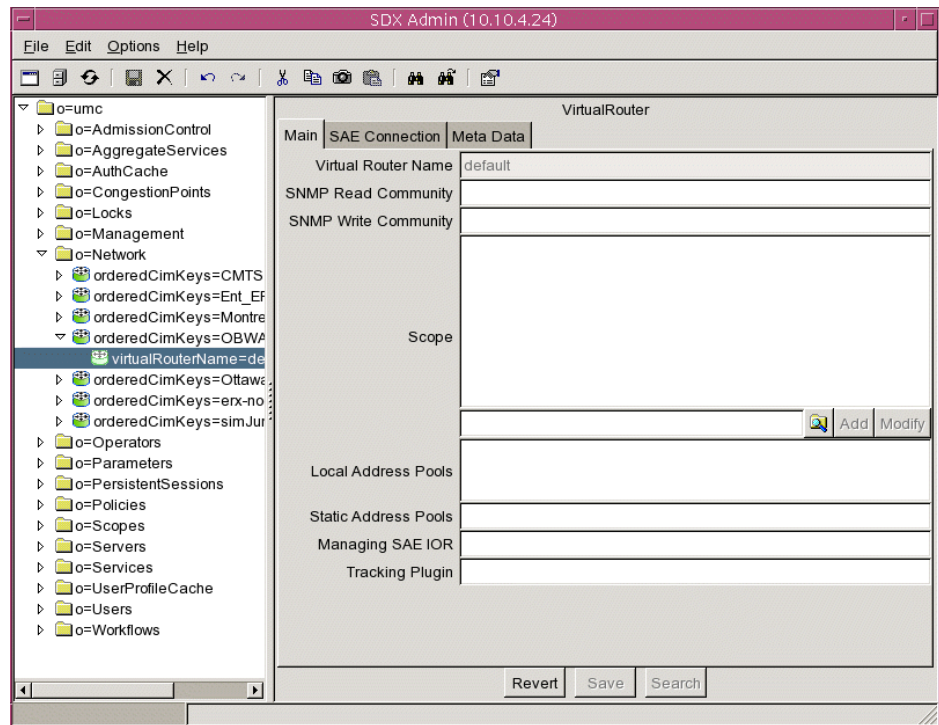 SDX Admin (10.10.4.24)
File Edit Options Help
o=umc
o=AdmissionControl
o=AggregateServices
o=AuthCache
o=CongestionPoints
o=Locks
o=Management
o=Network
orderedCimKeys=CMTS
orderedCimKeys=Ent_EF
orderedCimKeys=Montre
orderedCimKeys=OBWA
virtualRouterName=de
orderedCimKeys=Ottawa
orderedCimKeys=erx-no
orderedCimKeys=simJur
o=Operators
o=Parameters
o=PersistentSessions
o=Policies
o=Scopes
o=Servers
o=Services
o=UserProfileCache
o=Users
o=Workflows
VirtualRouter
Main SAE Connection Meta Data
Virtual Router Name default
SNMP Read Community
SNMP Write Community
Scope
Add Modify
Local Address Pools
Static Address Pools
Managing SAE IOR
Tracking Plugin
Revert Save Search